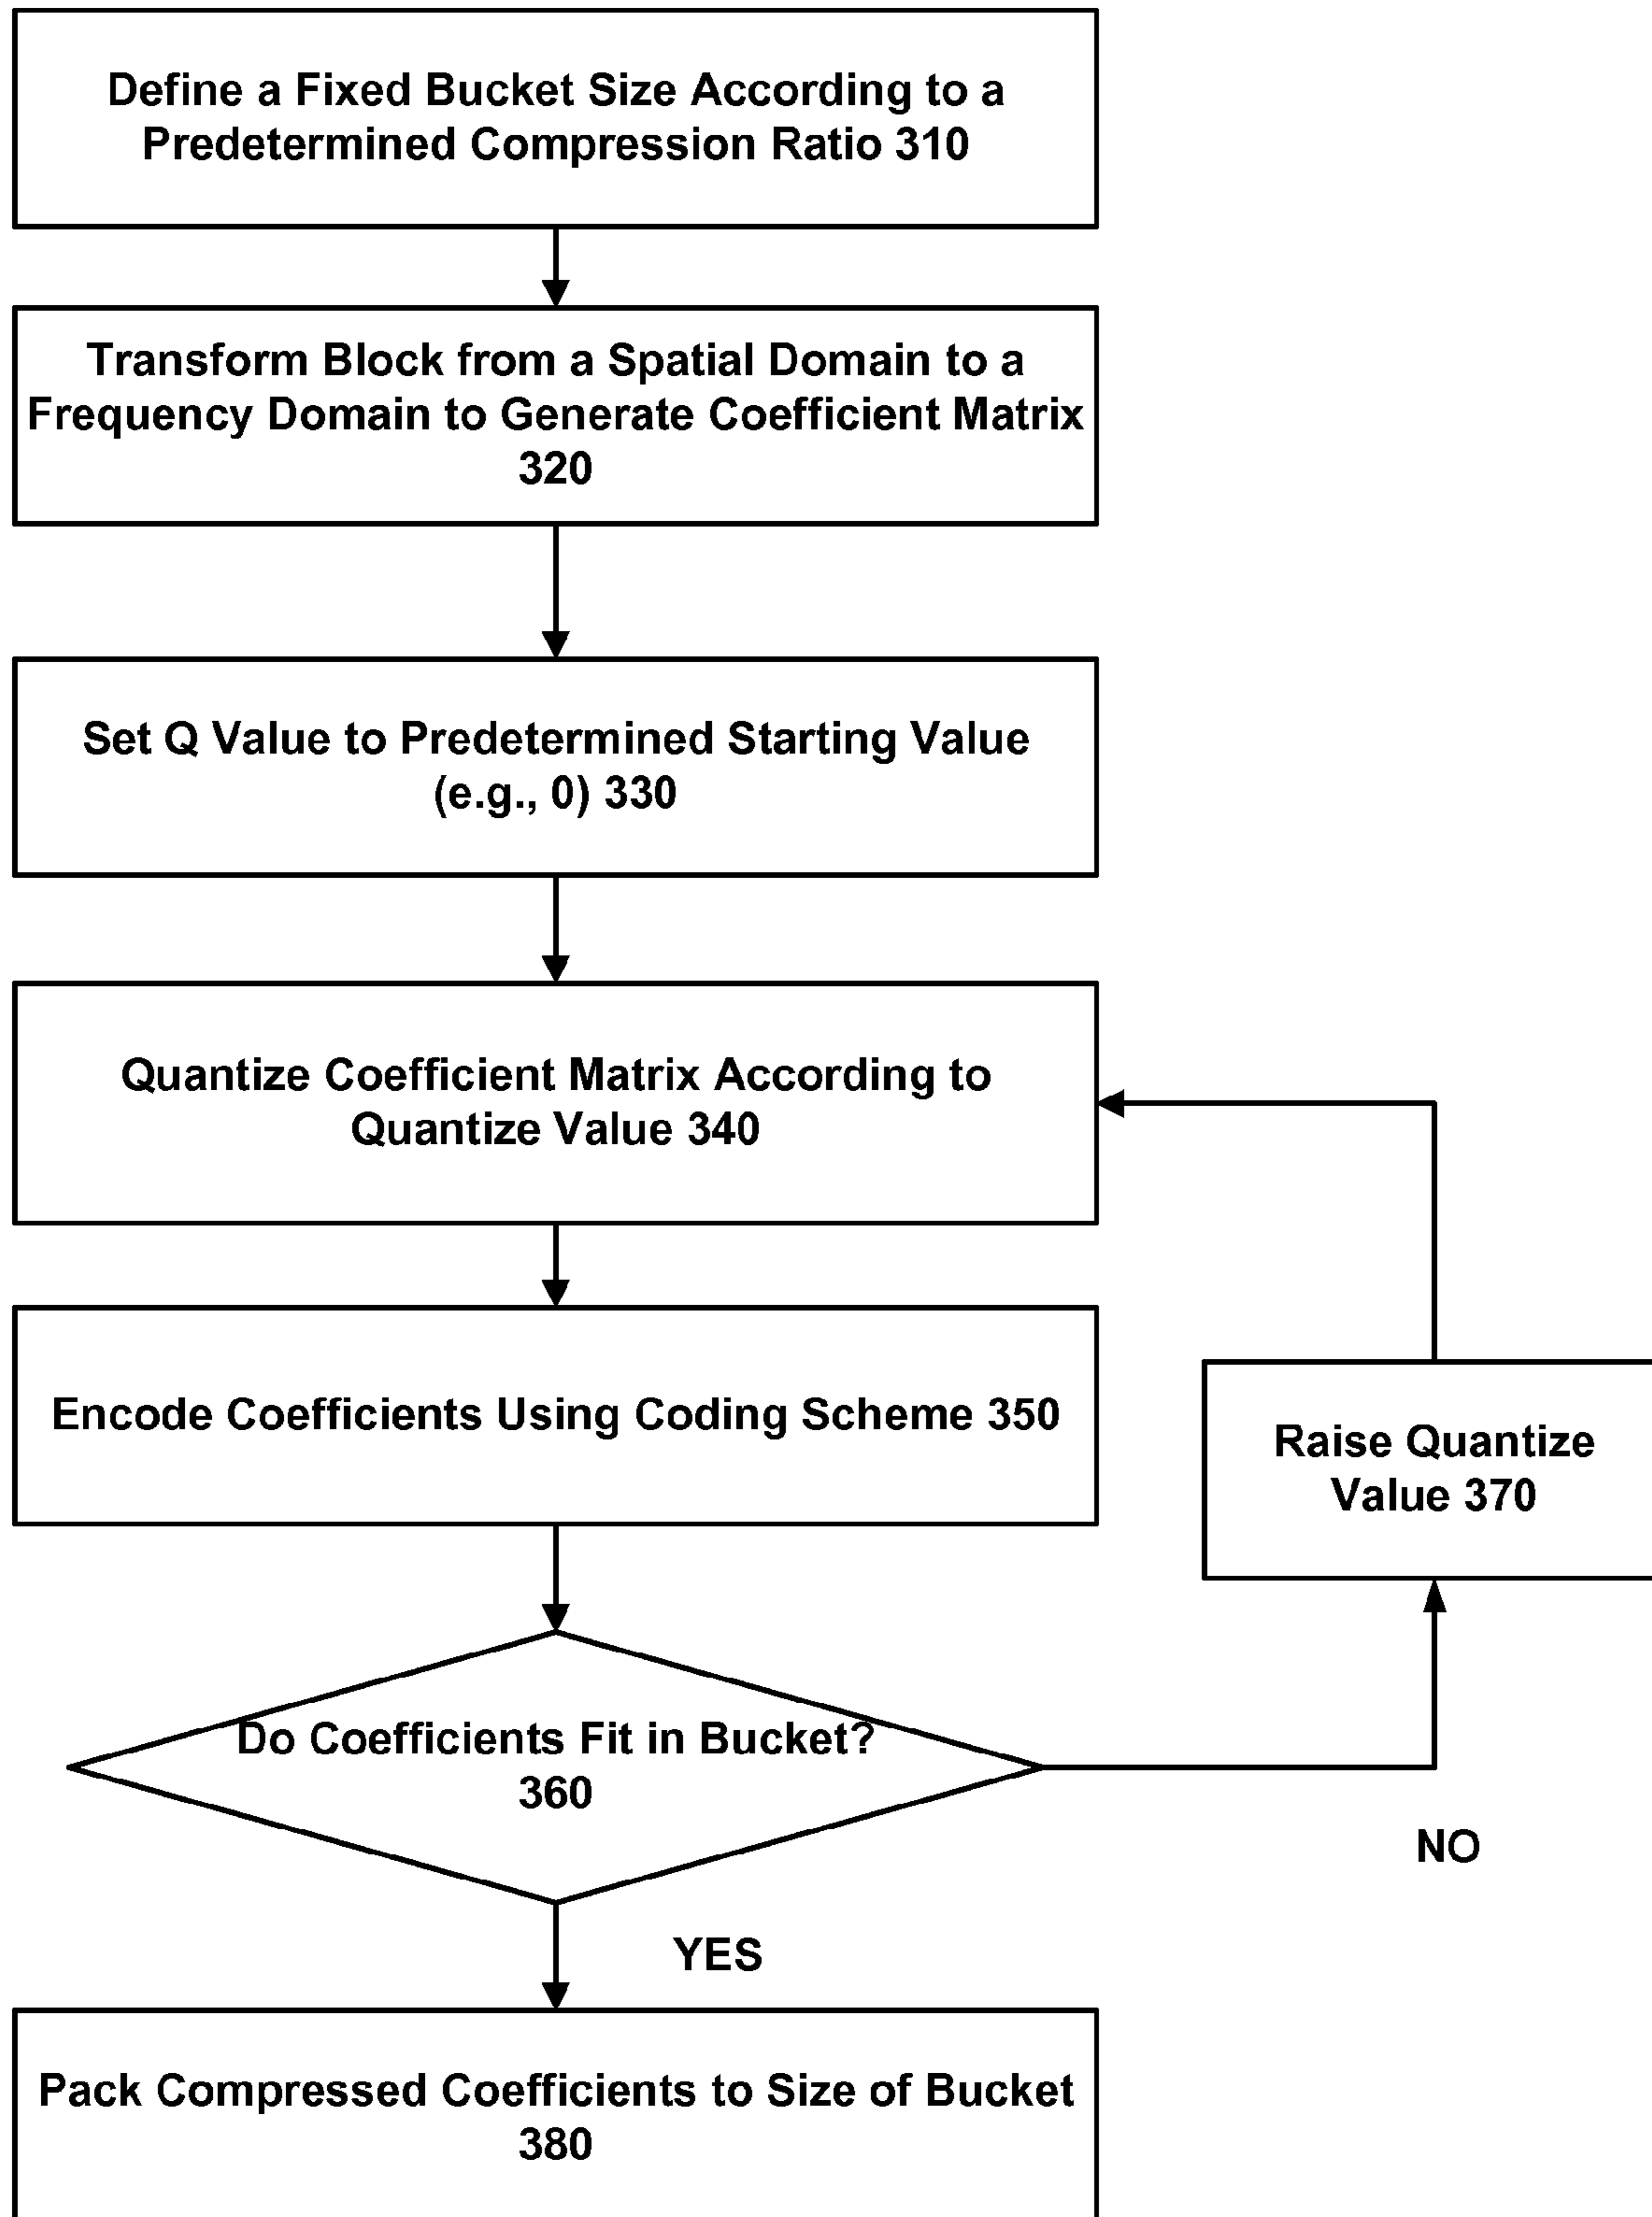 Define a Fixed Bucket Size According to a
Predetermined Compression Ratio 310
Transform Block from a Spatial Domain to a
Frequency Domain to Generate Coefficient Matrix
320
Set Q Value to Predetermined Starting Value
(e.g., 0) 330
Quantize Coefficient Matrix According to
Quantize Value 340
Encode Coefficients Using Coding Scheme 350
Raise Quantize
Value 370
Do Coefficients Fit in Bucket?
360
NO
YES
Pack Compressed Coefficients to Size of Bucket
380